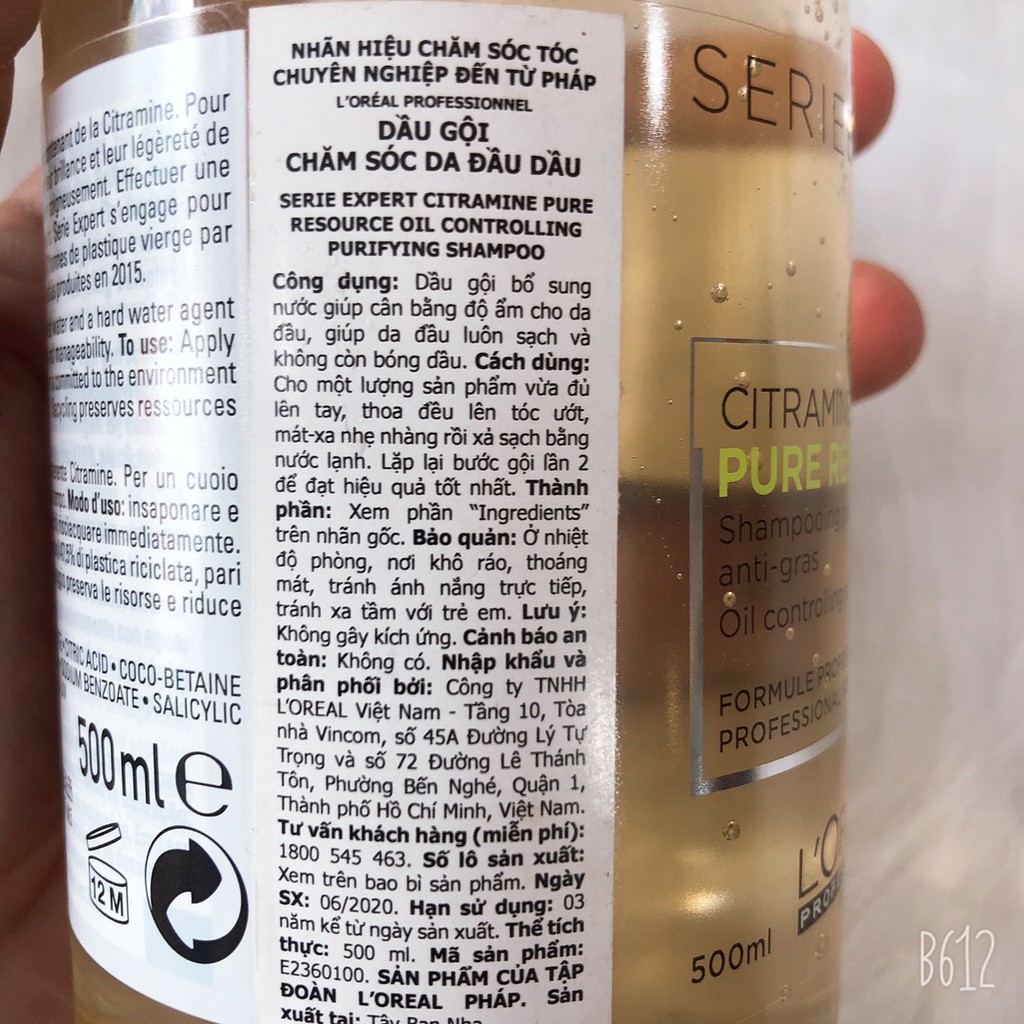 tenant de la Citramine. Pour
brillance et leur légèreté de
soigneusement. Effectuer une
Série Expert s'engage pour
de plastique vierge par
produites en 2015.
water and a hard water agent
manageability. To use: Apply
committed to the environment
Recycling preserves ressources
Citramine. Per un cuoio
Modo d'uso: insaponare e
immediatamente.
di plastica riciclata, pari
preserva le risorse e riduce
CITRIC ACID • COCO-BETAINE
SODIUM BENZOATE • SALICYLIC
500 ml e
12 M
NHÃN HIỆU CHĂM SÓC TÓC
CHUYÊN NGHIỆP ĐẾN TỪ PHÁP
L'ORÉAL PROFESSIONNEL
DẦU GỘI
CHĂM SÓC DA ĐẦU DẦU
SERIE EXPERT CITRAMINE PURE
RESOURCE OIL CONTROLLING
PURIFYING SHAMPOO
Công dụng: Dầu gội bổ sung
nước giúp cân bằng độ ẩm cho da
đầu, giúp da đầu luôn sạch và
không còn bóng dầu. Cách dùng:
Cho một lượng sản phẩm vừa đủ
lên tay, thoa đều lên tóc ướt,
mát-xa nhẹ nhàng rồi xả sạch bằng
nước lạnh. Lặp lại bước gội lần 2
để đạt hiệu quả tốt nhất. Thành
phần: Xem phần “Ingredients”
trên nhãn gốc. Bảo quản: Ở nhiệt
độ phòng, nơi khô ráo, thoáng
mát, tránh ánh nắng trực tiếp,
tránh xa tầm với trẻ em. Lưu ý:
Không gây kích ứng. Cảnh báo an
toàn: Không có. Nhập khẩu và
phân phối bởi: Công ty TNHH
L'OREAL Việt Nam - Tầng 10, Tòa
nhà Vincom, số 45A Đường Lý Tự
Trọng và số 72 Đường Lê Thánh
Tôn, Phường Bến Nghé, Quận 1,
Thành phố Hồ Chí Minh, Việt Nam.
Tư vấn khách hàng (miễn phí):
1800 545 463. Số lô sản xuất:
Xem trên bao bì sản phẩm. Ngày
SX: 06/2020. Hạn sử dụng: 03
năm kể từ ngày sản xuất. Thể tích
thực: 500 ml. Mã sản phẩm:
E2360100. SẢN PHẨM CỦA TẬP
ĐOÀN L'OREAL PHÁP. Sản
xuất tại: Tây Ban Nha
SERIE
CITRAMIN
PURE RE
Shampooing
anti-gras
Oil controlling
FORMULE PROF
PROFESSIONAL
L'O
PROF
500ml
B612